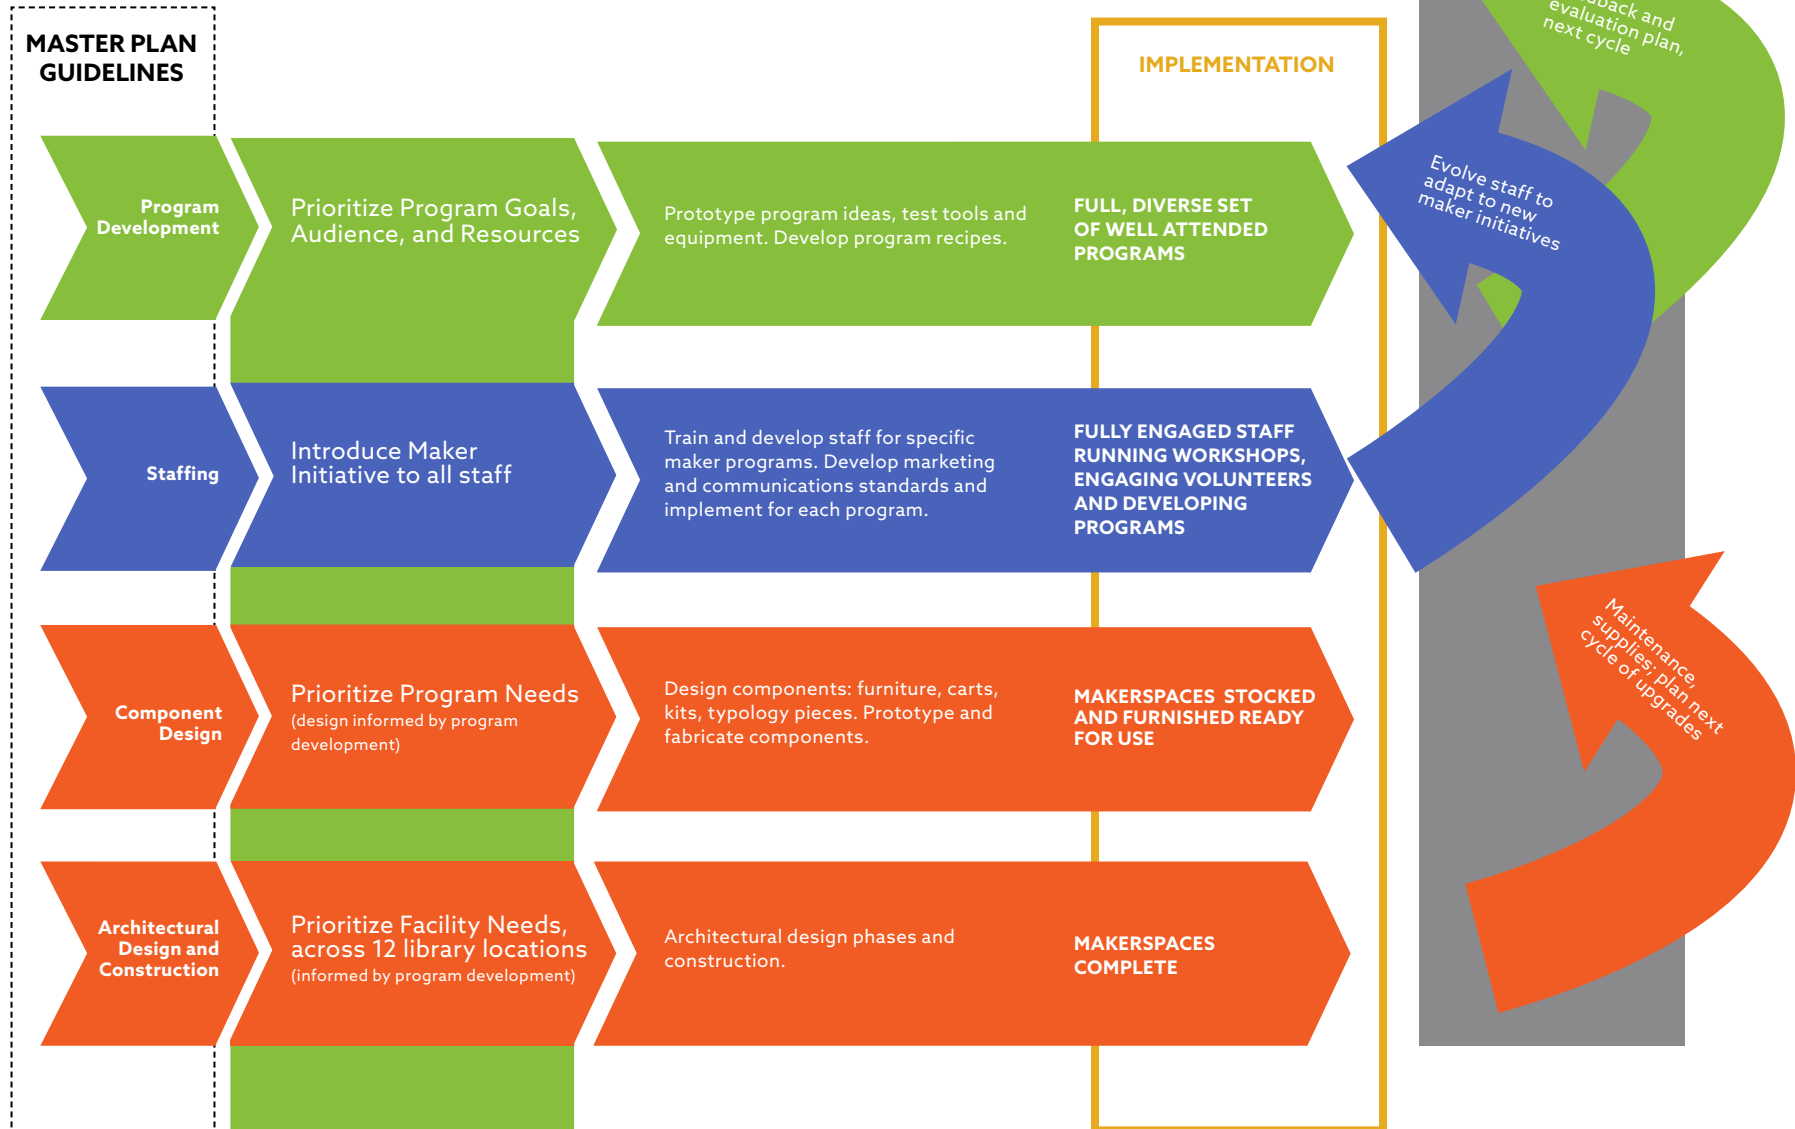 MASTER PLAN
GUIDELINES
IMPLEMENTATION
Program
Development
Prioritize Program Goals,
Audience, and Resources
Prototype program ideas, test tools and
equipment. Develop program recipes.
FULL, DIVERSE SET
OF WELL ATTENDED
PROGRAMS
back and
evaluation plan,
next cycle
Evolve staff to
adapt to new
maker initiatives
Staffing
Introduce Maker
Initiative to all staff
Train and develop staff for specific
maker programs. Develop marketing
and communications standards and
implement for each program.
FULLY ENGAGED STAFF
RUNNING WORKSHOPS,
ENGAGING VOLUNTEERS
AND DEVELOPING
PROGRAMS
Component
Design
Prioritize Program Needs
(design informed by program
development)
Design components: furniture, carts,
kits, typology pieces. Prototype and
fabricate components.
MAKERSPACES STOCKED
AND FURNISHED READY
FOR USE
Maintenance,
supplies; plan next
cycle of upgrades
Architectural
Design and
Construction
Prioritize Facility Needs,
across 12 library locations
(informed by program development)
Architectural design phases and
construction.
MAKERSPACES
COMPLETE